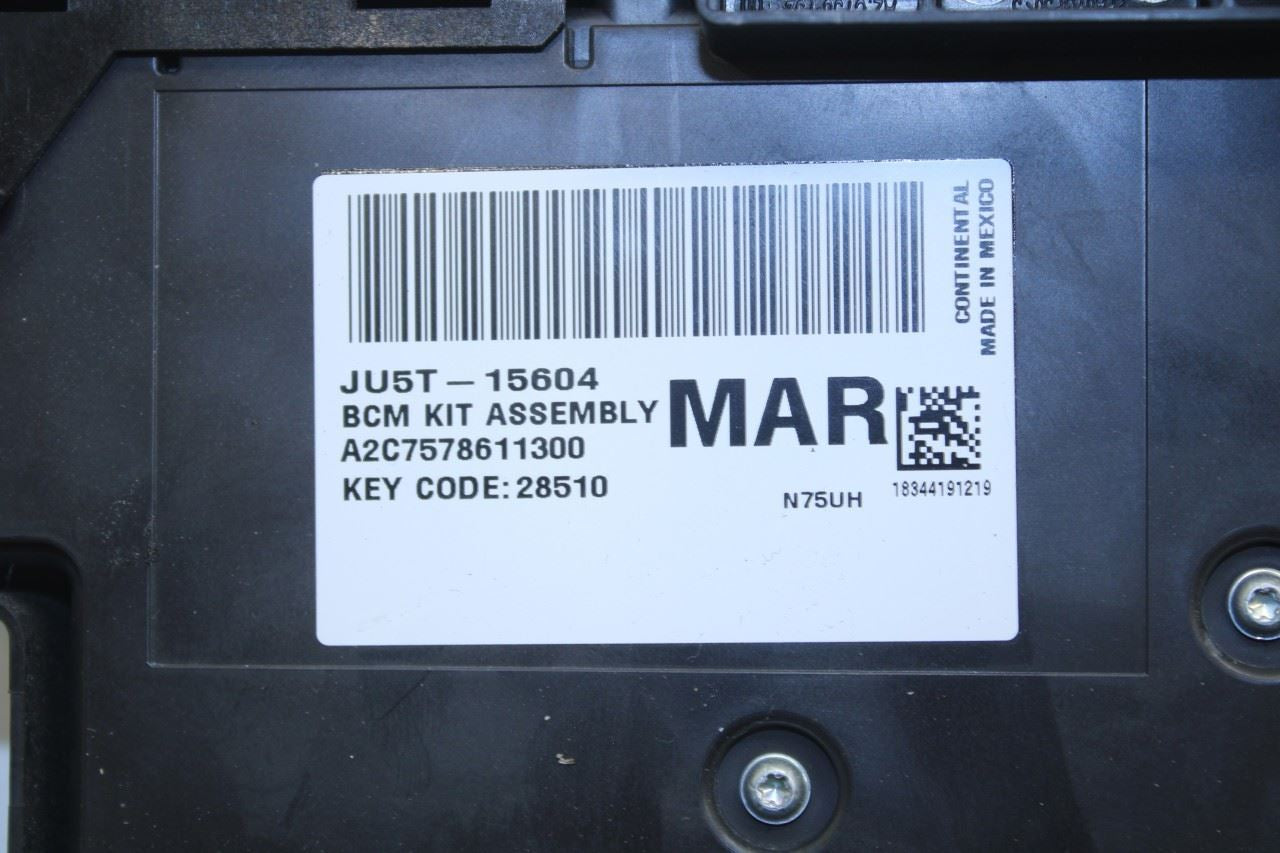 CONTINENTAL
MADE IN MEXICO
JU5T – 15604
BCM KIT ASSEMBLY
A2C7578611300
KEY CODE: 28510
MAR
N75UH
18344191219